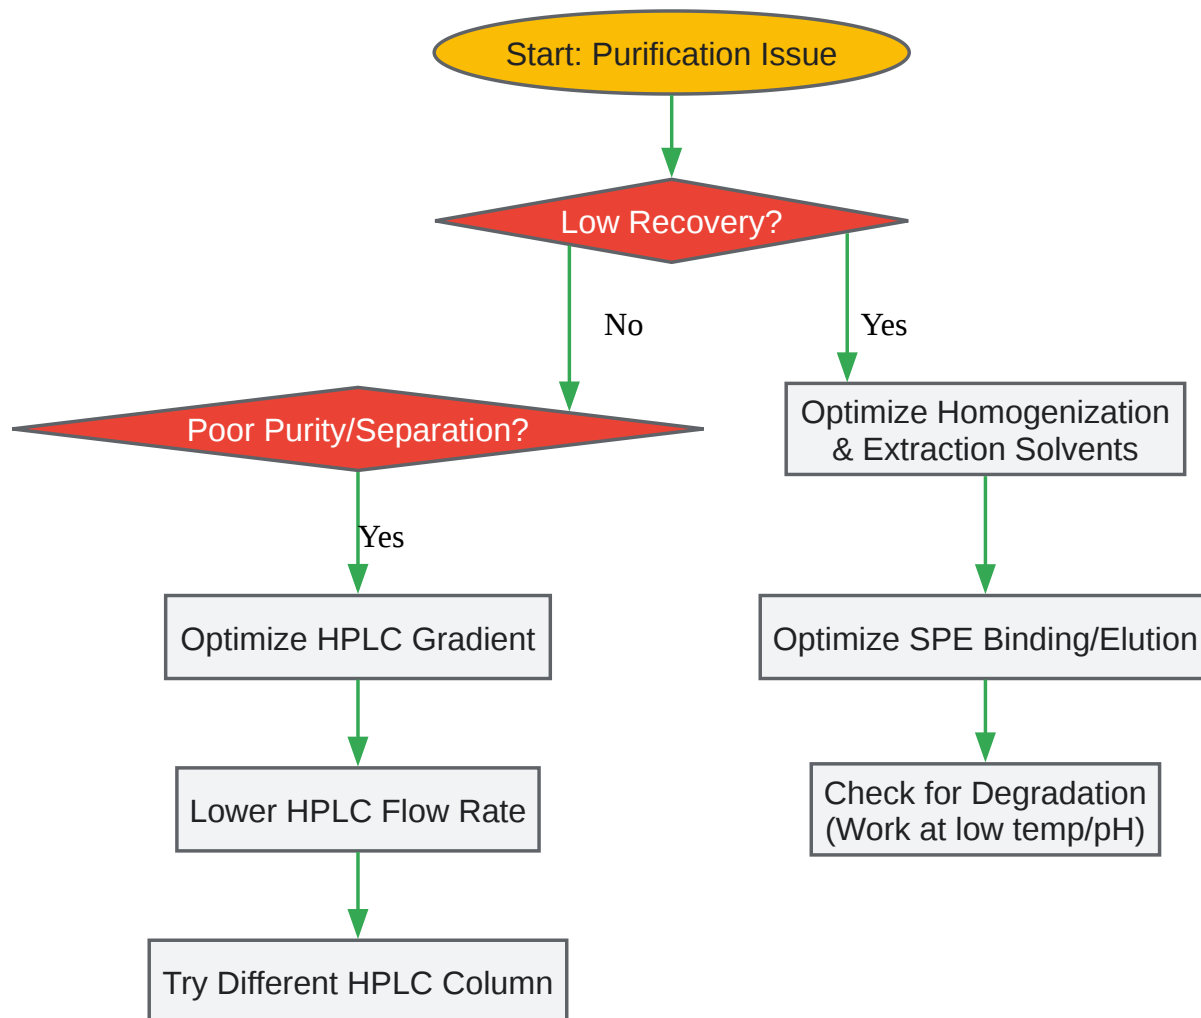 Start: Purification Issue
Low Recovery?
No
Yes
Poor Purity/Separation?
Optimize Homogenization
& Extraction Solvents
Yes
Optimize HPLC Gradient
Optimize SPE Binding/Elution
Lower HPLC Flow Rate
Check for Degradation
(Work at low temp/pH)
Try Different HPLC Column